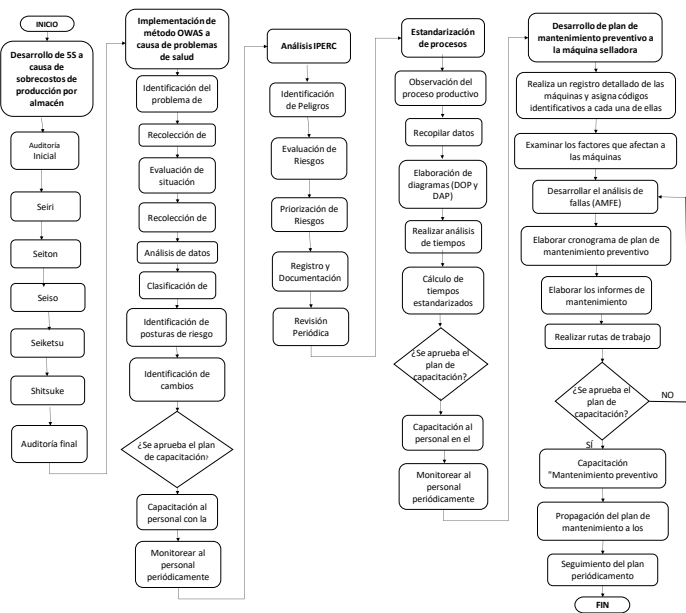 INICIO
Desarrollo de 5S a
causa de
sobrecostos de
producción por
almacén
Auditoría
Inicial
Seiri
Seiton
Seiso
Seiketsu
Shitsuke
Auditoría final
Implementación de
método OWAS a
causa de problemas
de salud
Identificación del
problema de
Recolección de
Evaluación de
situación
Recolección de
Análisis de datos
Clasificación de
Identificación de
posturas de riesgo
Identificación de
cambios
¿Se aprueba el plan
de capacitación?
Capacitación al
personal con la
Monitorear al
personal
periódicamente
Análisis IPERC
Identificación
de Peligros
Evaluación de
Riesgos
Priorización de
Riesgos
Registro y
Documentación
Revisión
Periódica
Estandarización
de procesos
Observación del
proceso productivo
Recopilar datos
Elaboración de
diagramas (DOP y
DAP)
Realizar análisis
de tiempos
Cálculo de
tiempos
estandarizados
¿Se aprueba el
plan de
capacitación?
Capacitación al
personal en el
Monitorear al
personal
periódicamente
Desarrollo de plan de
mantenimiento preventivo a
la máquina selladora
Realiza un registro detallado de las
máquinas y asigna códigos
identificativos a cada una de ellas
Examinar los factores que afectan a
las máquinas
Desarrollar el análisis de
fallas (AMFE)
Elaborar cronograma de plan de
mantenimiento preventivo
Elaborar los informes de
mantenimiento
Realizar rutas de trabajo
¿Se aprueba el
plan de
capacitación?
NO
SÍ
Capacitación
"Mantenimiento preventivo
Propagación del plan de
mantenimiento a los
Seguimiento del plan
periódicamento
FIN